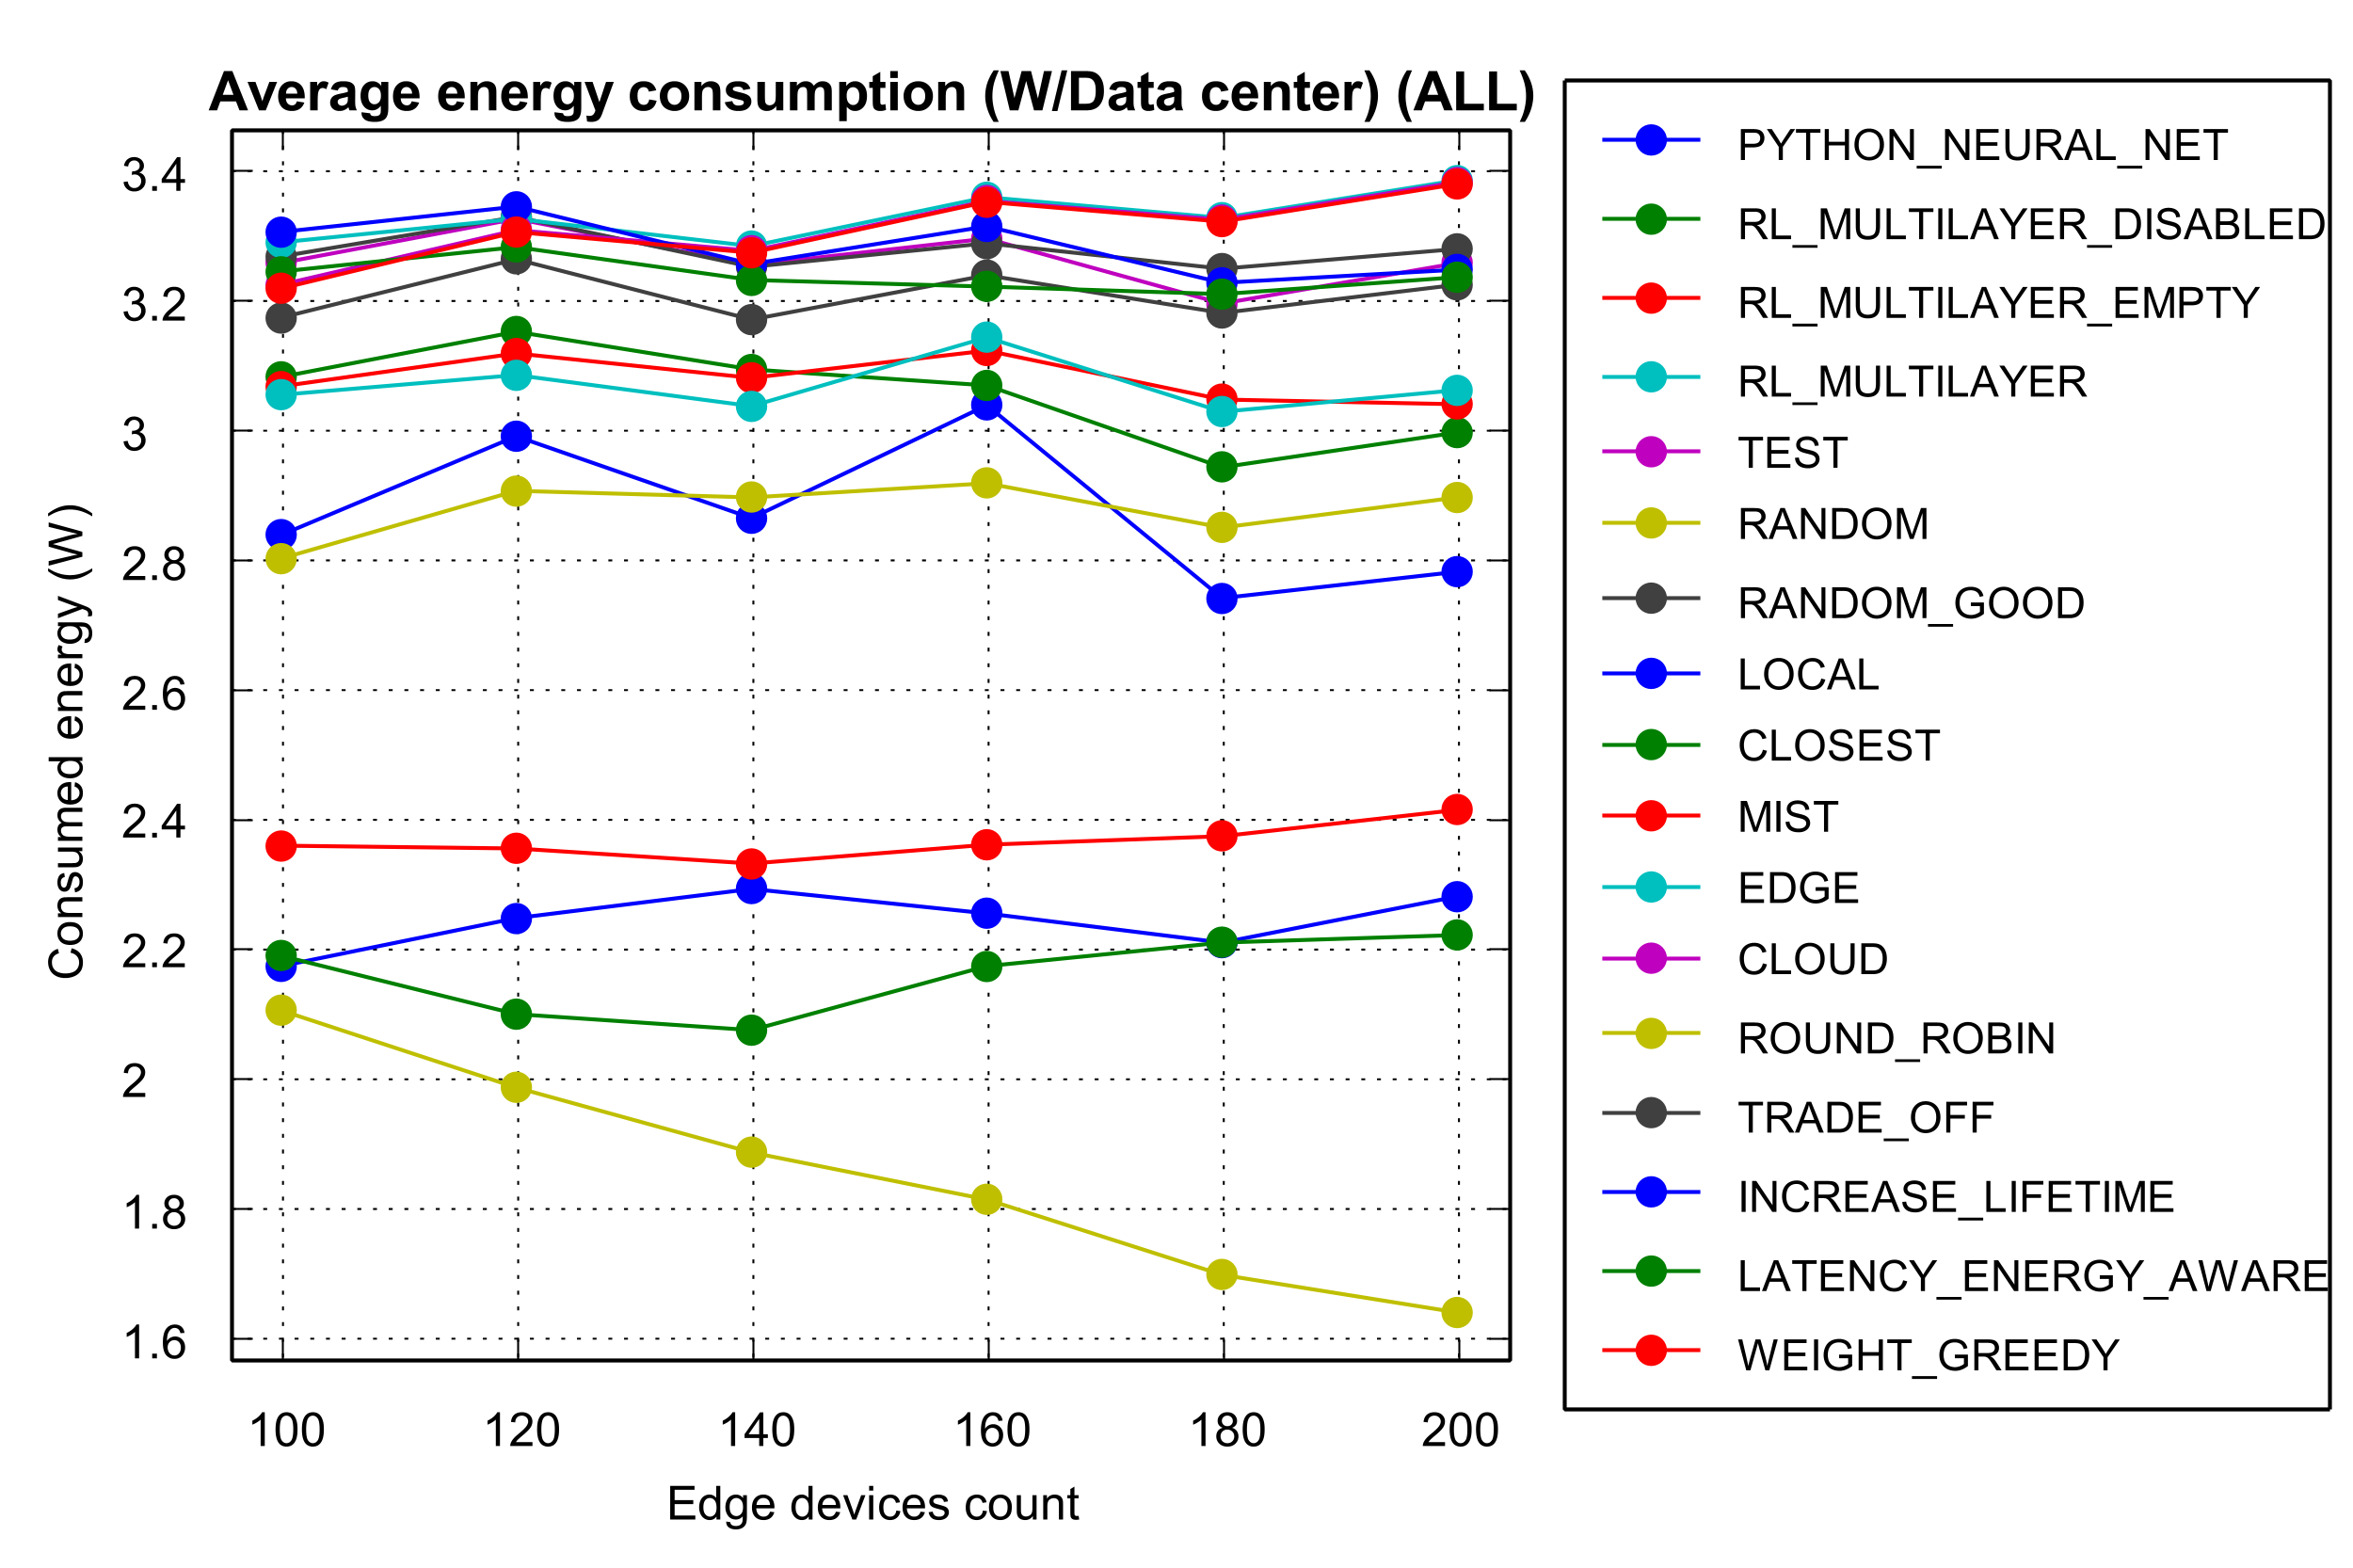 Average energy consumption (W/Data center) (ALL)
Consumed energy (W)
3.4
3.2
3
2.8
2.6
2.4
2.2
2
1.8
1.6
100 120 140 160 180 200
Edge devices count
PYTHON_NEURAL_NET
RL_MULTILAYER_DISABLED
RL_MULTILAYER_EMPTY
RL_MULTILAYER
TEST
RANDOM
RANDOM_GOOD
LOCAL
CLOSEST
MIST
EDGE
CLOUD
ROUND_ROBIN
TRADE_OFF
INCREASE_LIFETIME
LATENCY_ENERGY_AWARE
WEIGHT_GREEDY